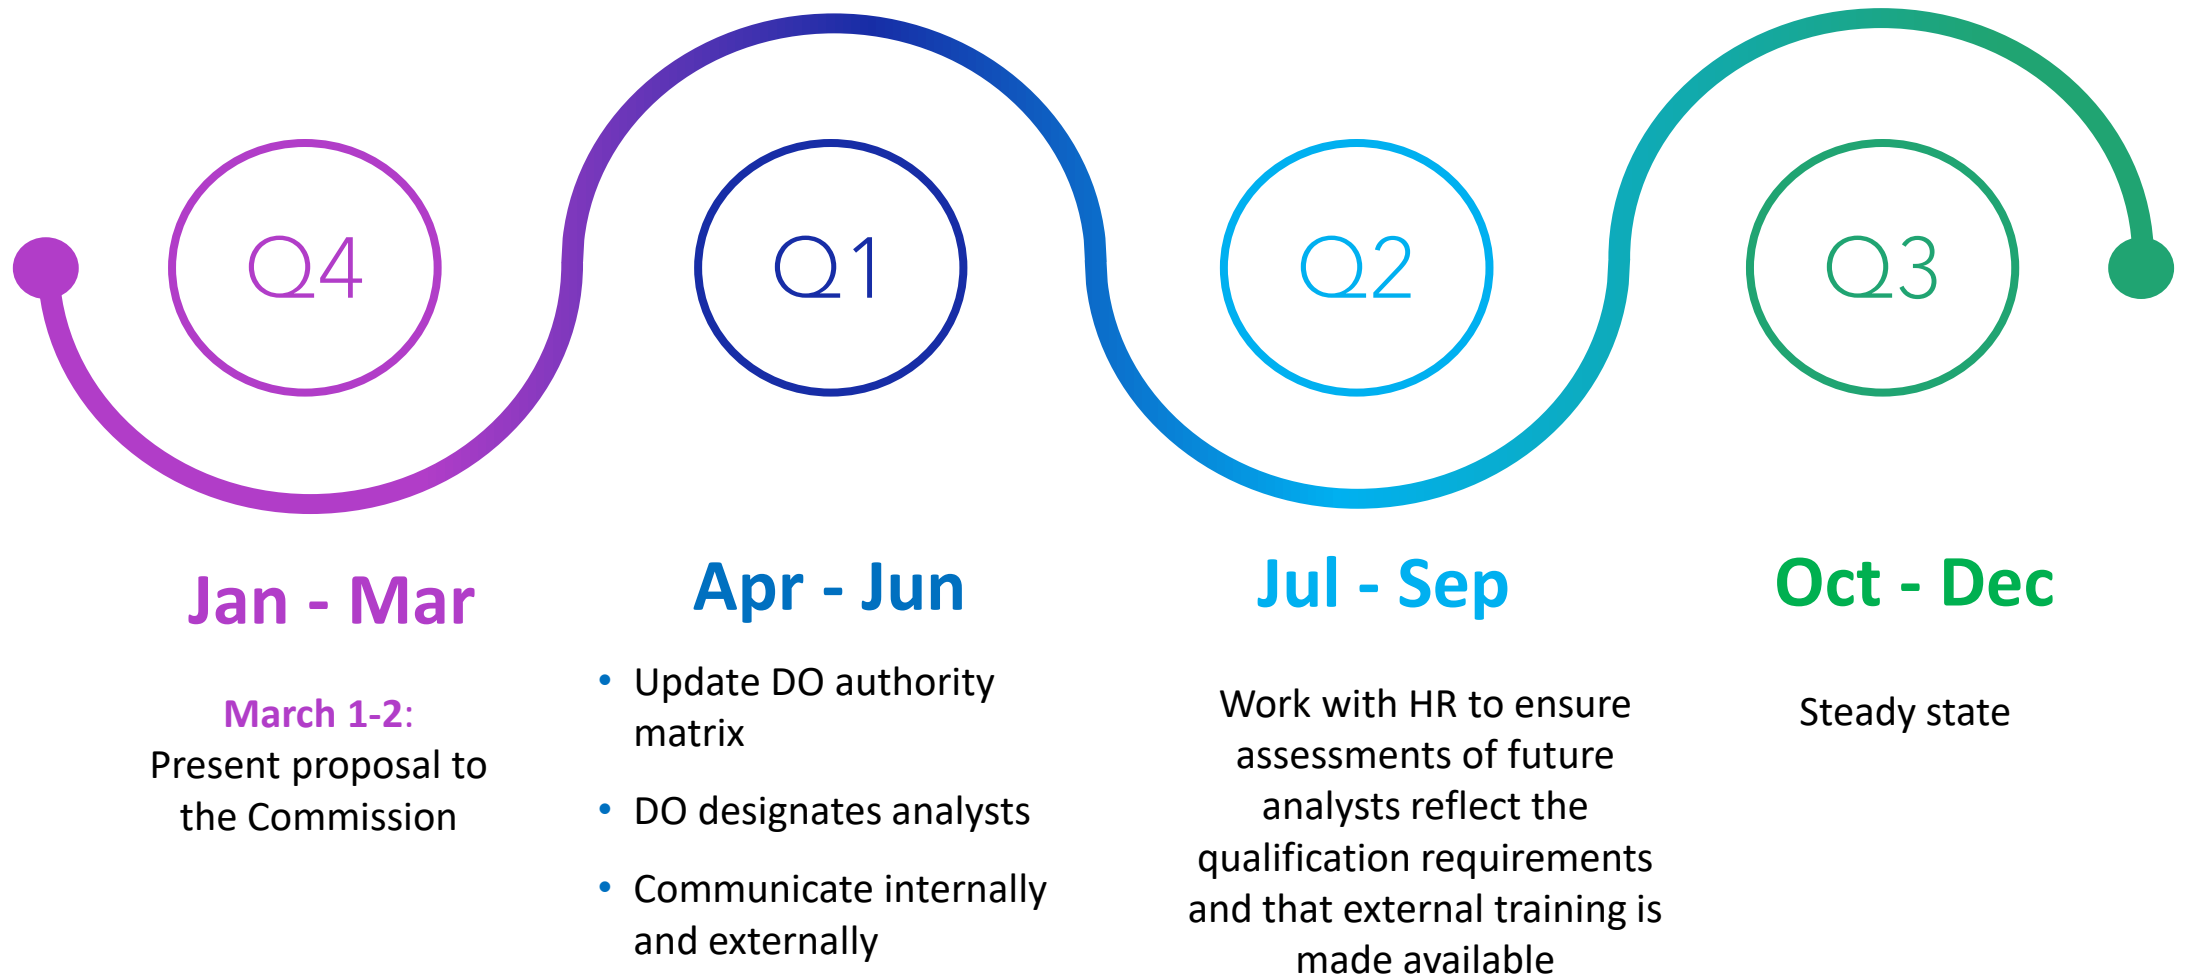 Q4
Q1
Q2
Q3
Jan - Mar
March 1-2:
Present proposal to
the Commission
Apr - Jun
• Update DO authority
matrix
• DO designates analysts
• Communicate internally
and externally
Jul - Sep
Work with HR to ensure
assessments of future
analysts reflect the
qualification requirements
and that external training is
made available
Oct - Dec
Steady state